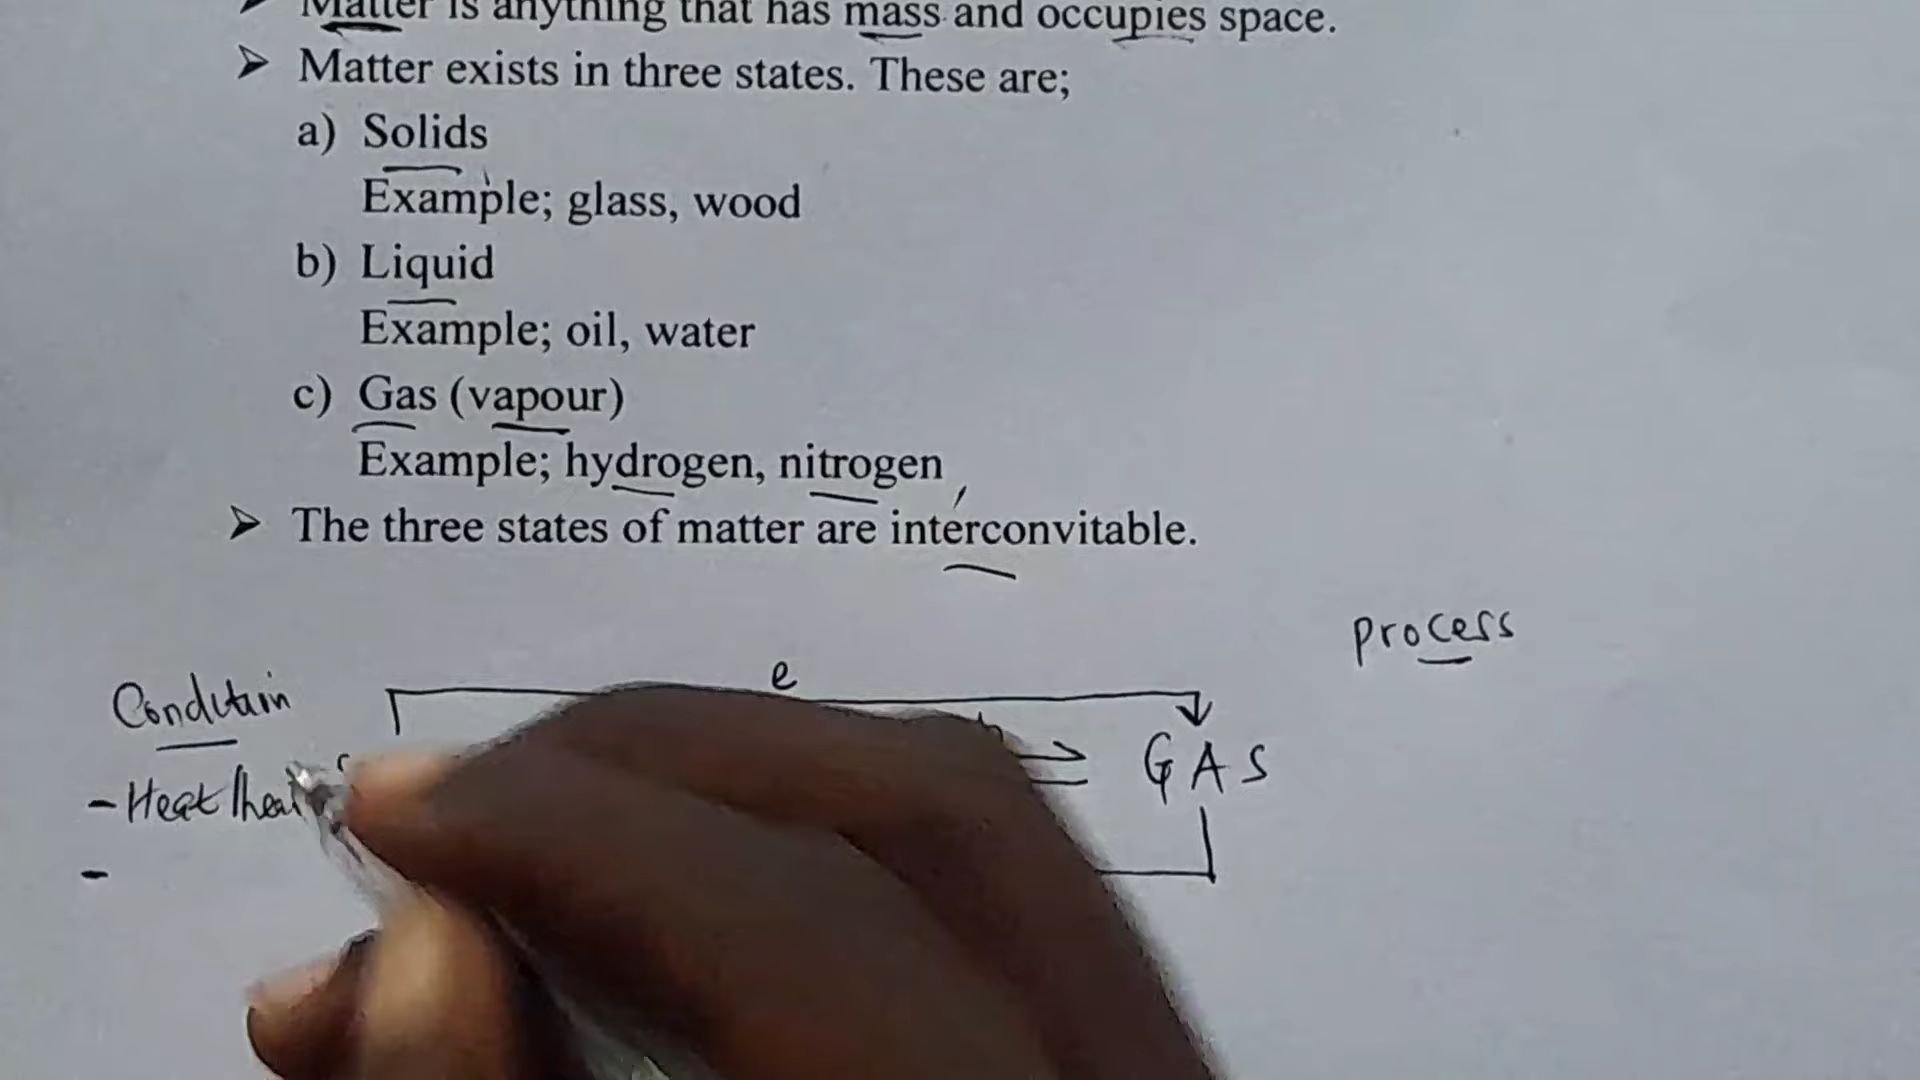 ➤ Matter is anything that has mass and occupies space.
➤ Matter exists in three states. These are;
a) Solids
Example; glass, wood
b) Liquid
Example; oil, water
c) Gas (vapour)
Example; hydrogen, nitrogen,
➤ The three states of matter are interconvitable.
process
e
Condition
GAS
- Heat/heat
-